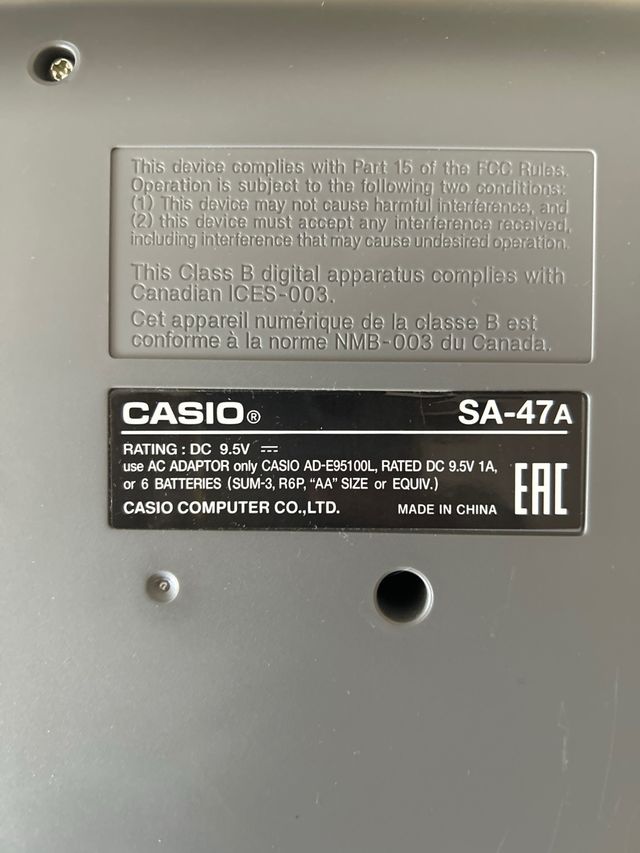 This device complies with Part 15 of the FCC Rules.
Operation is subject to the following two conditions:
(1) This device may not cause harmful interference, and
(2) this device must accept any interference received,
including interference that may cause undesired operation.
This Class B digital apparatus complies with
Canadian ICES-003.
Cet appareil numérique de la classe B est
conforme à la norme NMB-003 du Canada.
CASIO® SA-47A
RATING : DC 9.5V ⎓
use AC ADAPTOR only CASIO AD-E95100L, RATED DC 9.5V 1A,
or 6 BATTERIES (SUM-3, R6P, “AA” SIZE or EQUIV.)
EAC
CASIO COMPUTER CO.,LTD. MADE IN CHINA